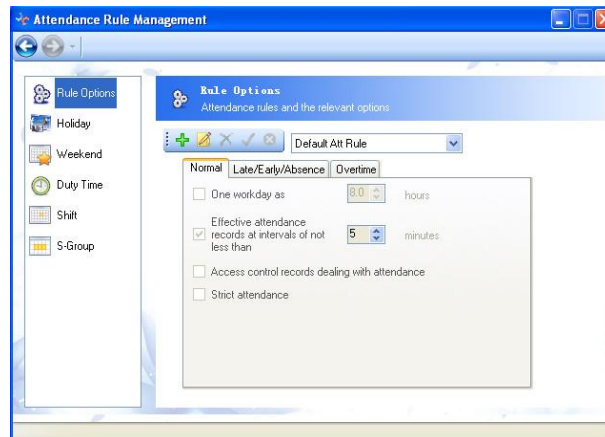 Attendance Rule Management
Rule Options
Attendance rules and the relevant options
Rule Options
Holiday
Weekend
Duty Time
Shift
S-Group
Default Att Rule
Normal Late/Early/Absence Overtime
One workday as 8.0 hours
Effective attendance
records at intervals of not 5 minutes
less than
Access control records dealing with attendance
Strict attendance